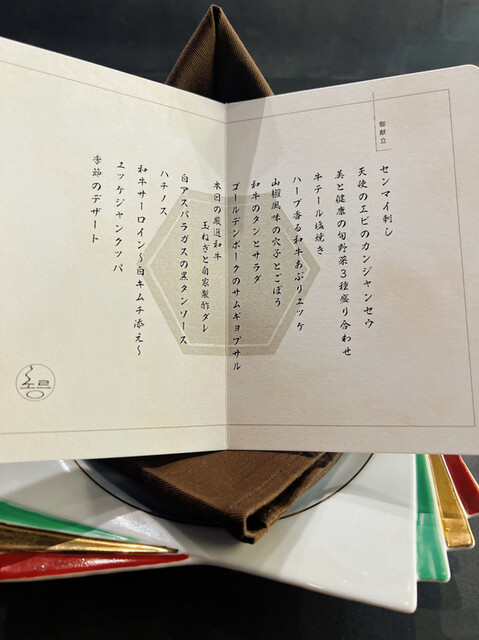 御献立
センマイ刺し
天使のエビのカンジャンセウ
美と健康の旬野菜3種盛り合わせ
牛テール塩焼き
ハーブ香る和牛あぶりユッケ
山椒風味の穴子とごぼう
和牛のタンとサラダ
ゴールデンポークのサムギョプサル
本日の厳選和牛
玉ねぎと自家製酢ダレ
白アスパラガスの黒タンソース
ハチノス
和牛サーロイン～白キムチ添え～
ユッケジャンクッパ
季節のデザート